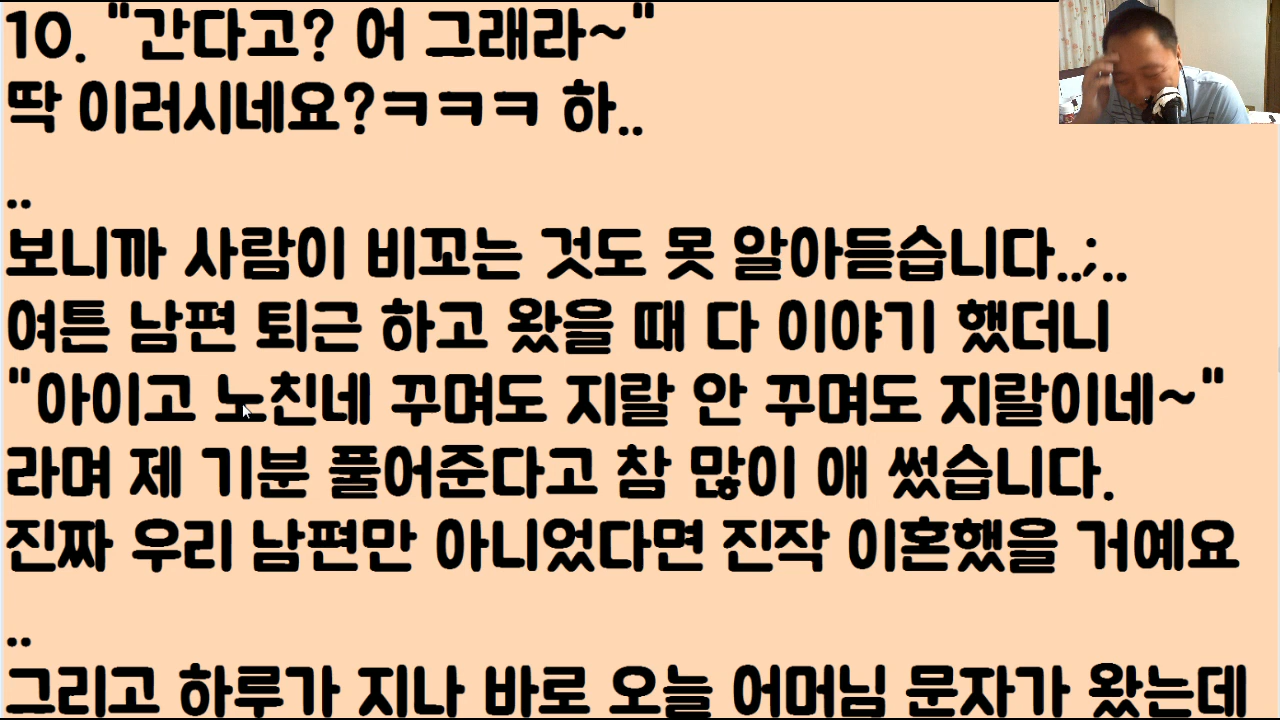 10. "간다고? 어 그래라~"
딱 이러시네요?ㅋㅋㅋ 하..
..
보니까 사람이 비꼬는 것도 못 알아듣습니다..;..
여튼 남편 퇴근 하고 왔을 때 다 이야기 했더니
"아이고 노친네 꾸며도 지랄 안 꾸며도 지랄이네~"
라며 제 기분 풀어준다고 참 많이 애 썼습니다.
진짜 우리 남편만 아니었다면 진작 이혼했을 거예요
..
그리고 하루가 지나 바로 오늘 어머님 문자가 왔는데